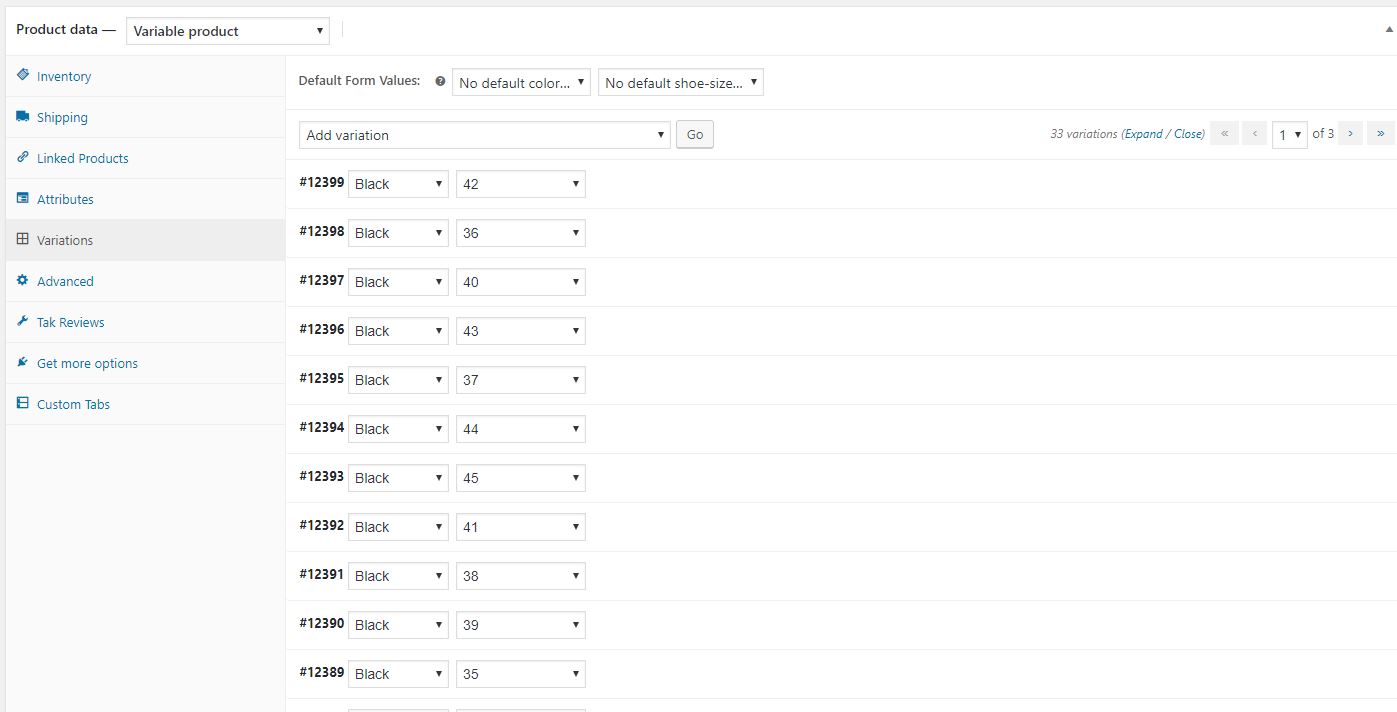 Product data — Variable product
Inventory
Shipping
Linked Products
Attributes
Variations
Advanced
Tak Reviews
Get more options
Custom Tabs
Default Form Values: ? No default color... No default shoe-size...
Add variation Go 33 variations (Expand / Close) « ‹ 1 of 3 › »
#12399 Black 42
#12398 Black 36
#12397 Black 40
#12396 Black 43
#12395 Black 37
#12394 Black 44
#12393 Black 45
#12392 Black 41
#12391 Black 38
#12390 Black 39
#12389 Black 35